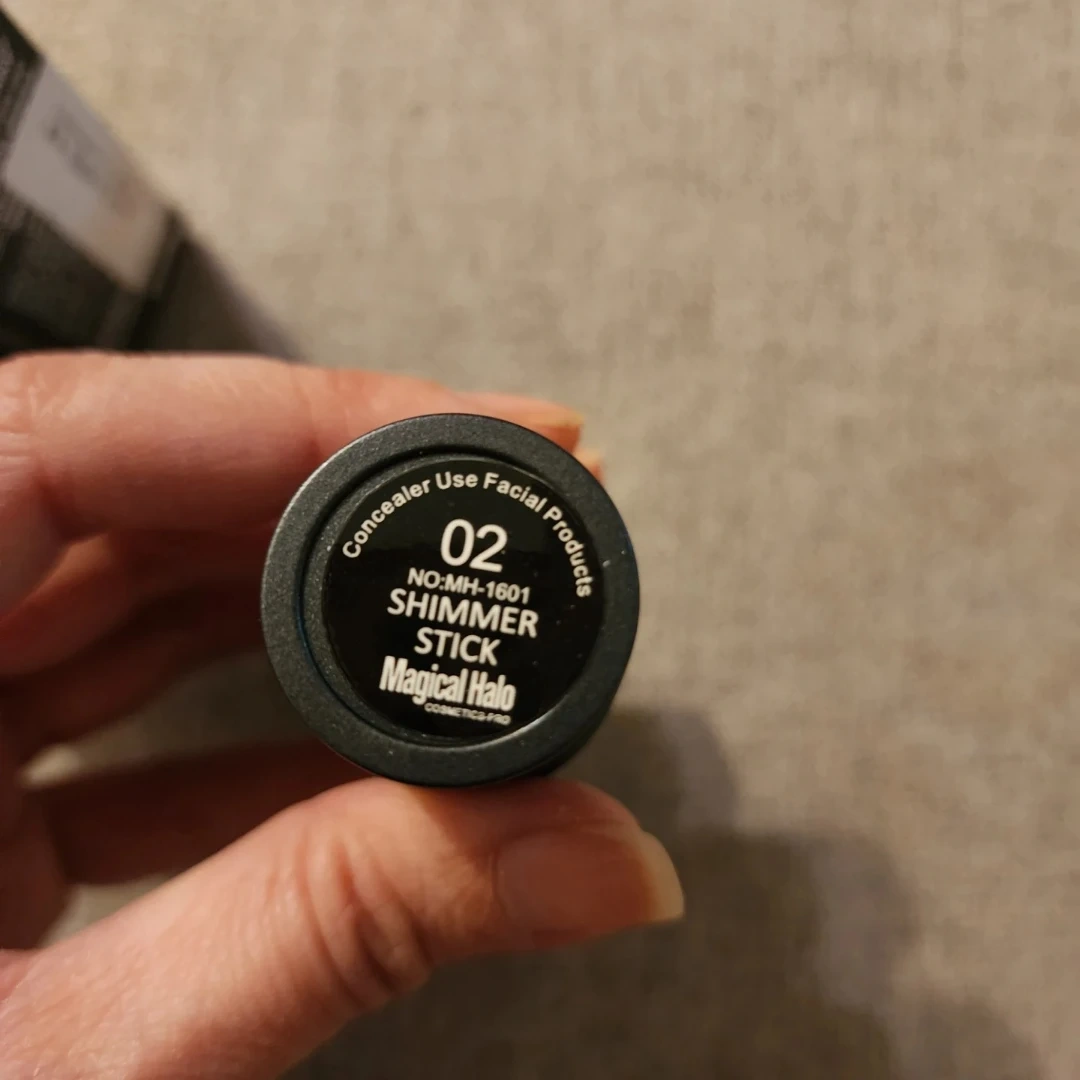 Concealer Use Facial Products
02
NO:MH-1601
SHIMMER
STICK
Magical Halo
COSMETICS PRO